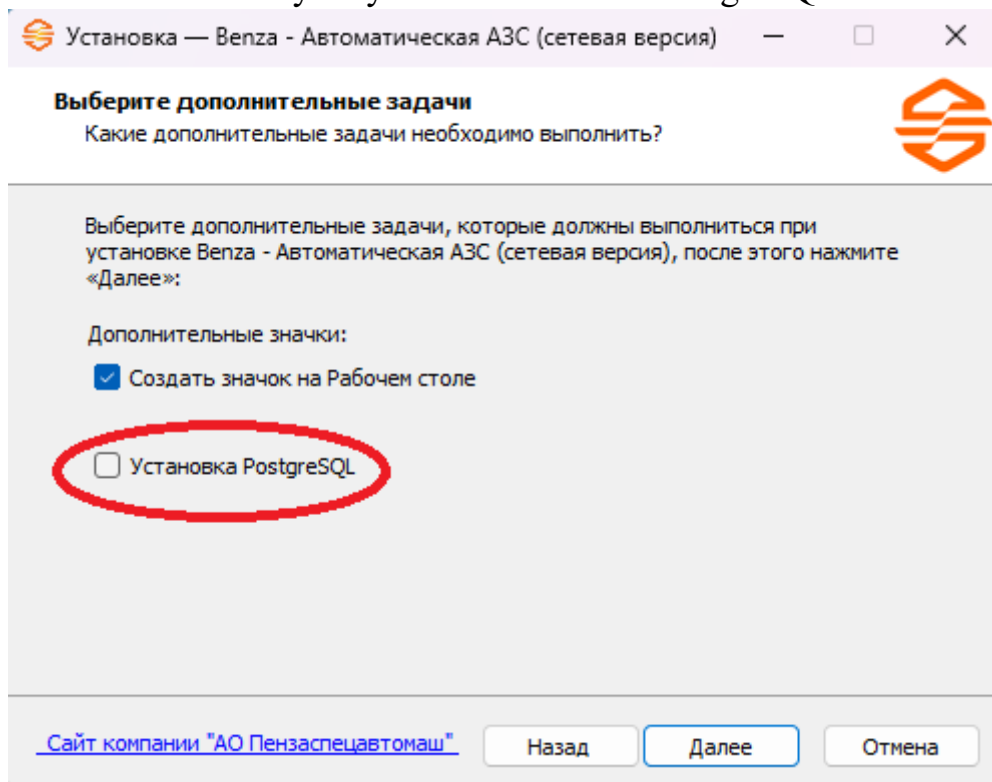 Установка — Benza - Автоматическая АЗС (сетевая версия)
Выберите дополнительные задачи
Какие дополнительные задачи необходимо выполнить?
Выберите дополнительные задачи, которые должны выполниться при
установке Benza - Автоматическая АЗС (сетевая версия), после этого нажмите
«Далее»:
Дополнительные значки:
Создать значок на Рабочем столе
Установка PostgreSQL
Сайт компании "АО Пензаспецавтомаш"
Назад
Далее
Отмена